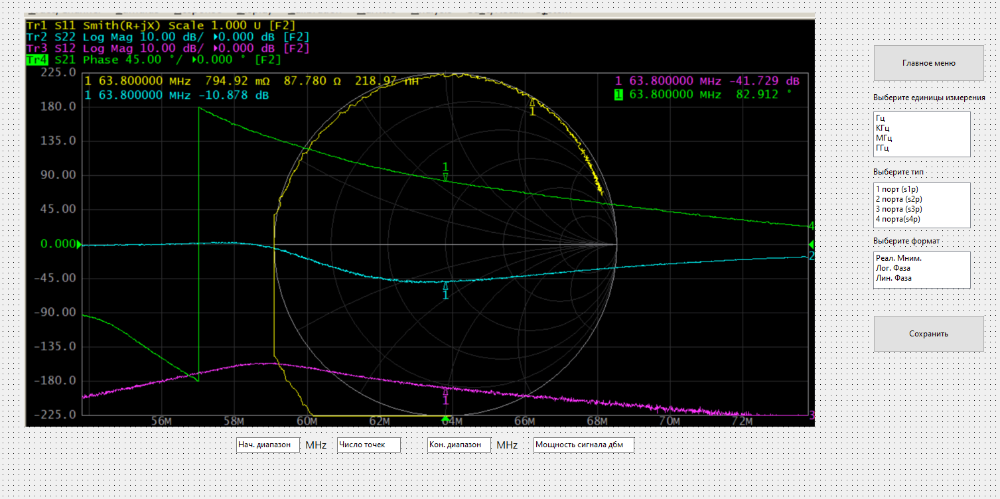 Tr1 S11 Smith(R+jX) Scale 1.000 U [F2]
Tr2 S22 Log Mag 10.00 dB/ 0.000 dB [F2]
Tr3 S12 Log Mag 10.00 dB/ 0.000 dB [F2]
Tr4 S21 Phase 45.00 °/ 0.000 ° [F2]
225.0
1 63.800000 MHz 794.92 mΩ 87.780 Ω 218.97 nH
1 63.800000 MHz -41.729 dB
1 63.800000 MHz -10.878 dB
1 63.800000 MHz 82.912 °
180.0
1
135.0
90.00
1
45.00
4
0.000
2
-45.00
1
-90.00
-135.0
-180.0
1
-225.0
3
56M 58M 60M 62M 64M 66M 68M 70M 72M
Нач. диапазон MHz Число точек Кон. диапазон MHz Мощность сигнала дбм
Главное меню
Выберите единицы измерения
Гц
КГц
МГц
ГГц
Выберите тип
1 порт (s1p)
2 порта (s2p)
3 порта (s3p)
4 порта(s4p)
Выберите формат
Реал. Мним.
Лог. Фаза
Лин. Фаза
Сохранить